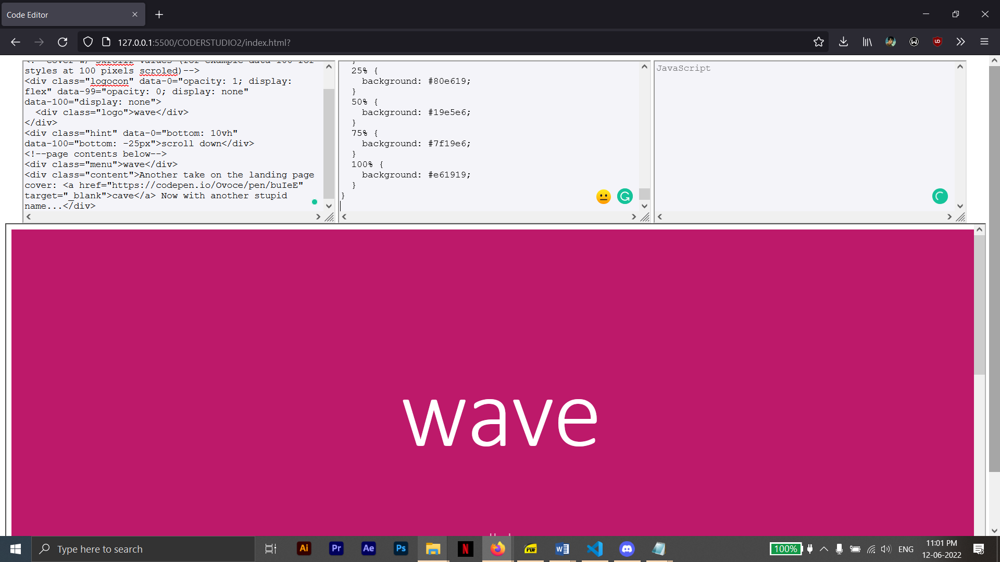 Code Editor
127.0.0.1:5500/CODERSTUDIO2/index.html?
styles at 100 pixels scroled)-->
<div class="logocon" data-0="opacity: 1; display:
flex" data-99="opacity: 0; display: none"
data-100="display: none">
<div class="logo">wave</div>
</div>
<div class="hint" data-0="bottom: 10vh"
data-100="bottom: -25px">scroll down</div>
<!--page contents below-->
<div class="menu">wave</div>
<div class="content">Another take on the landing page
cover: <a href="https://codepen.io/Ovoce/pen/buIeE"
target="_blank">cave</a> Now with another stupid
name...</div>
}
25% {
background: #80e619;
}
50% {
background: #19e5e6;
}
75% {
background: #7f19e6;
}
100% {
background: #e61919;
}
}
JavaScript
wave
Type here to search
Ai
Pr
Ae
Ps
N
PDF
W
100%
ENG
11:01 PM
12-06-2022